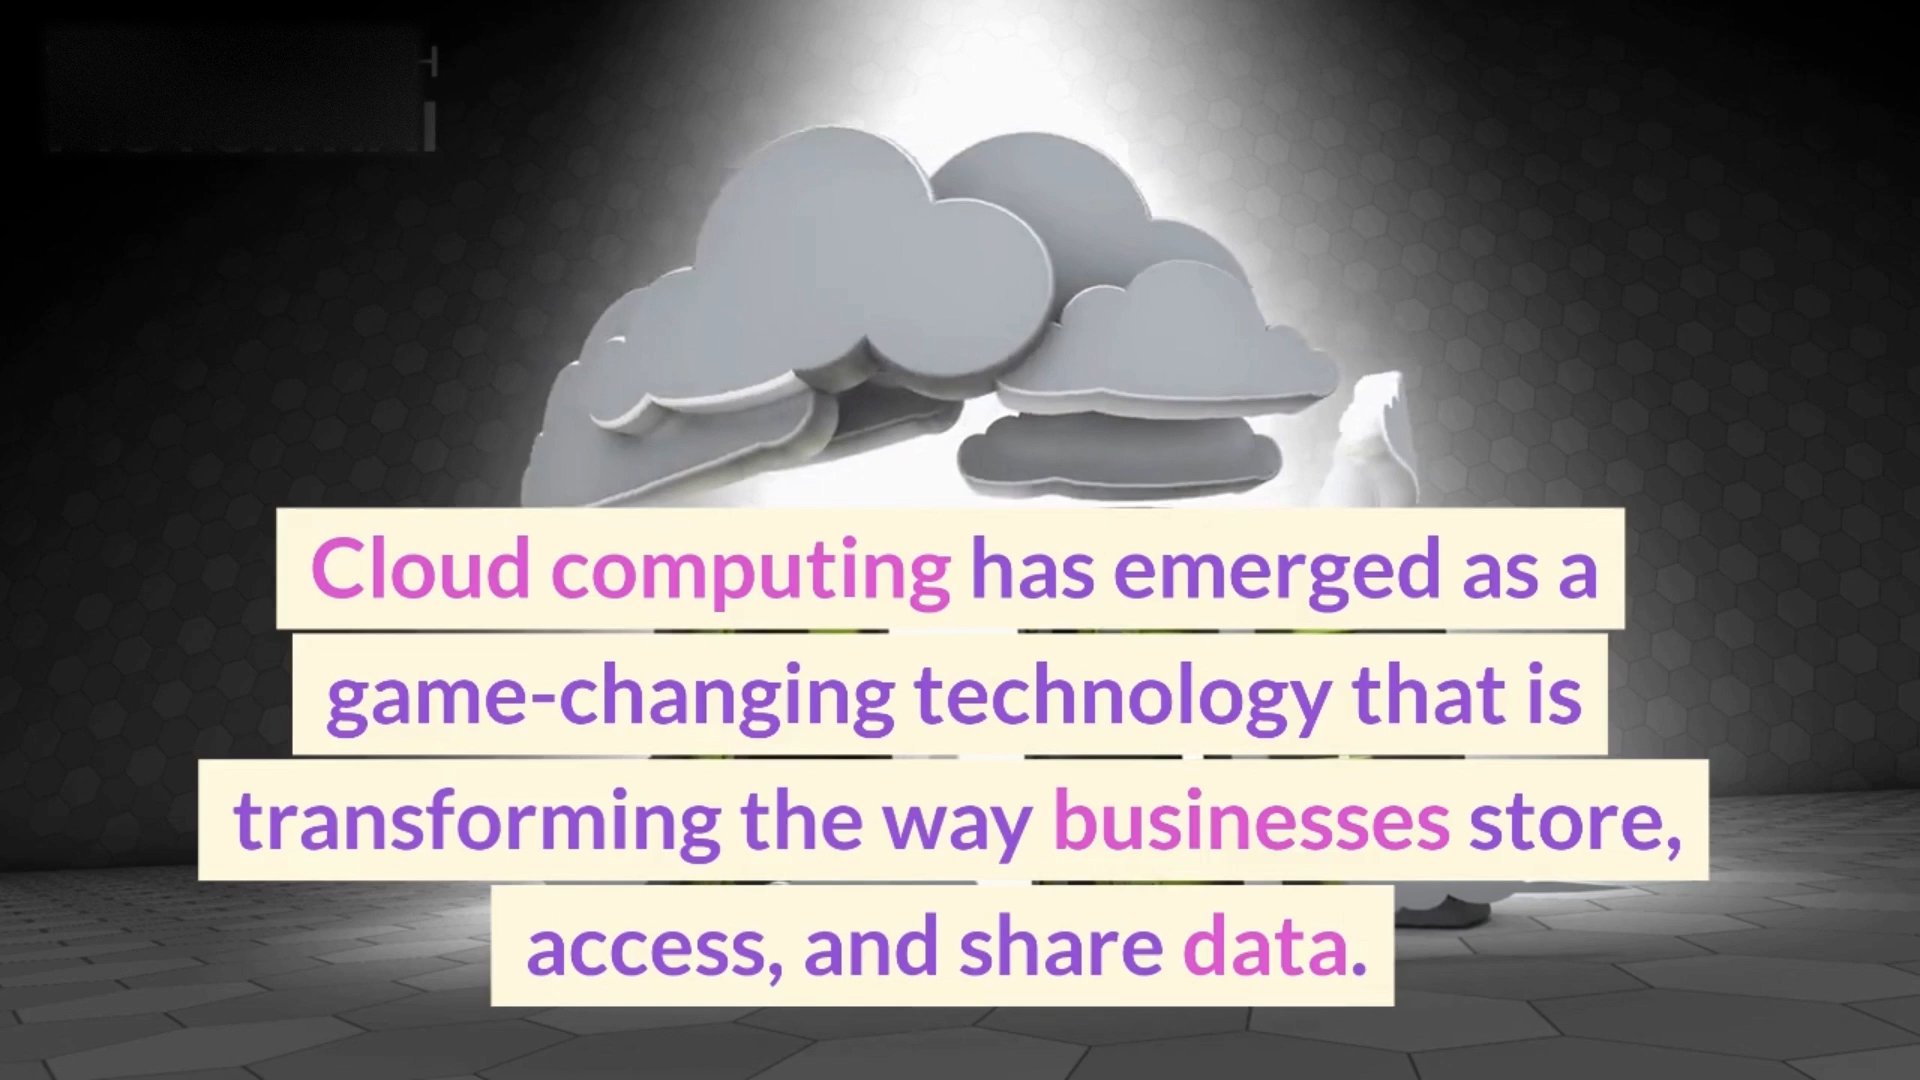 Cloud computing has emerged as a
game-changing technology that is
transforming the way businesses store,
access, and share data.